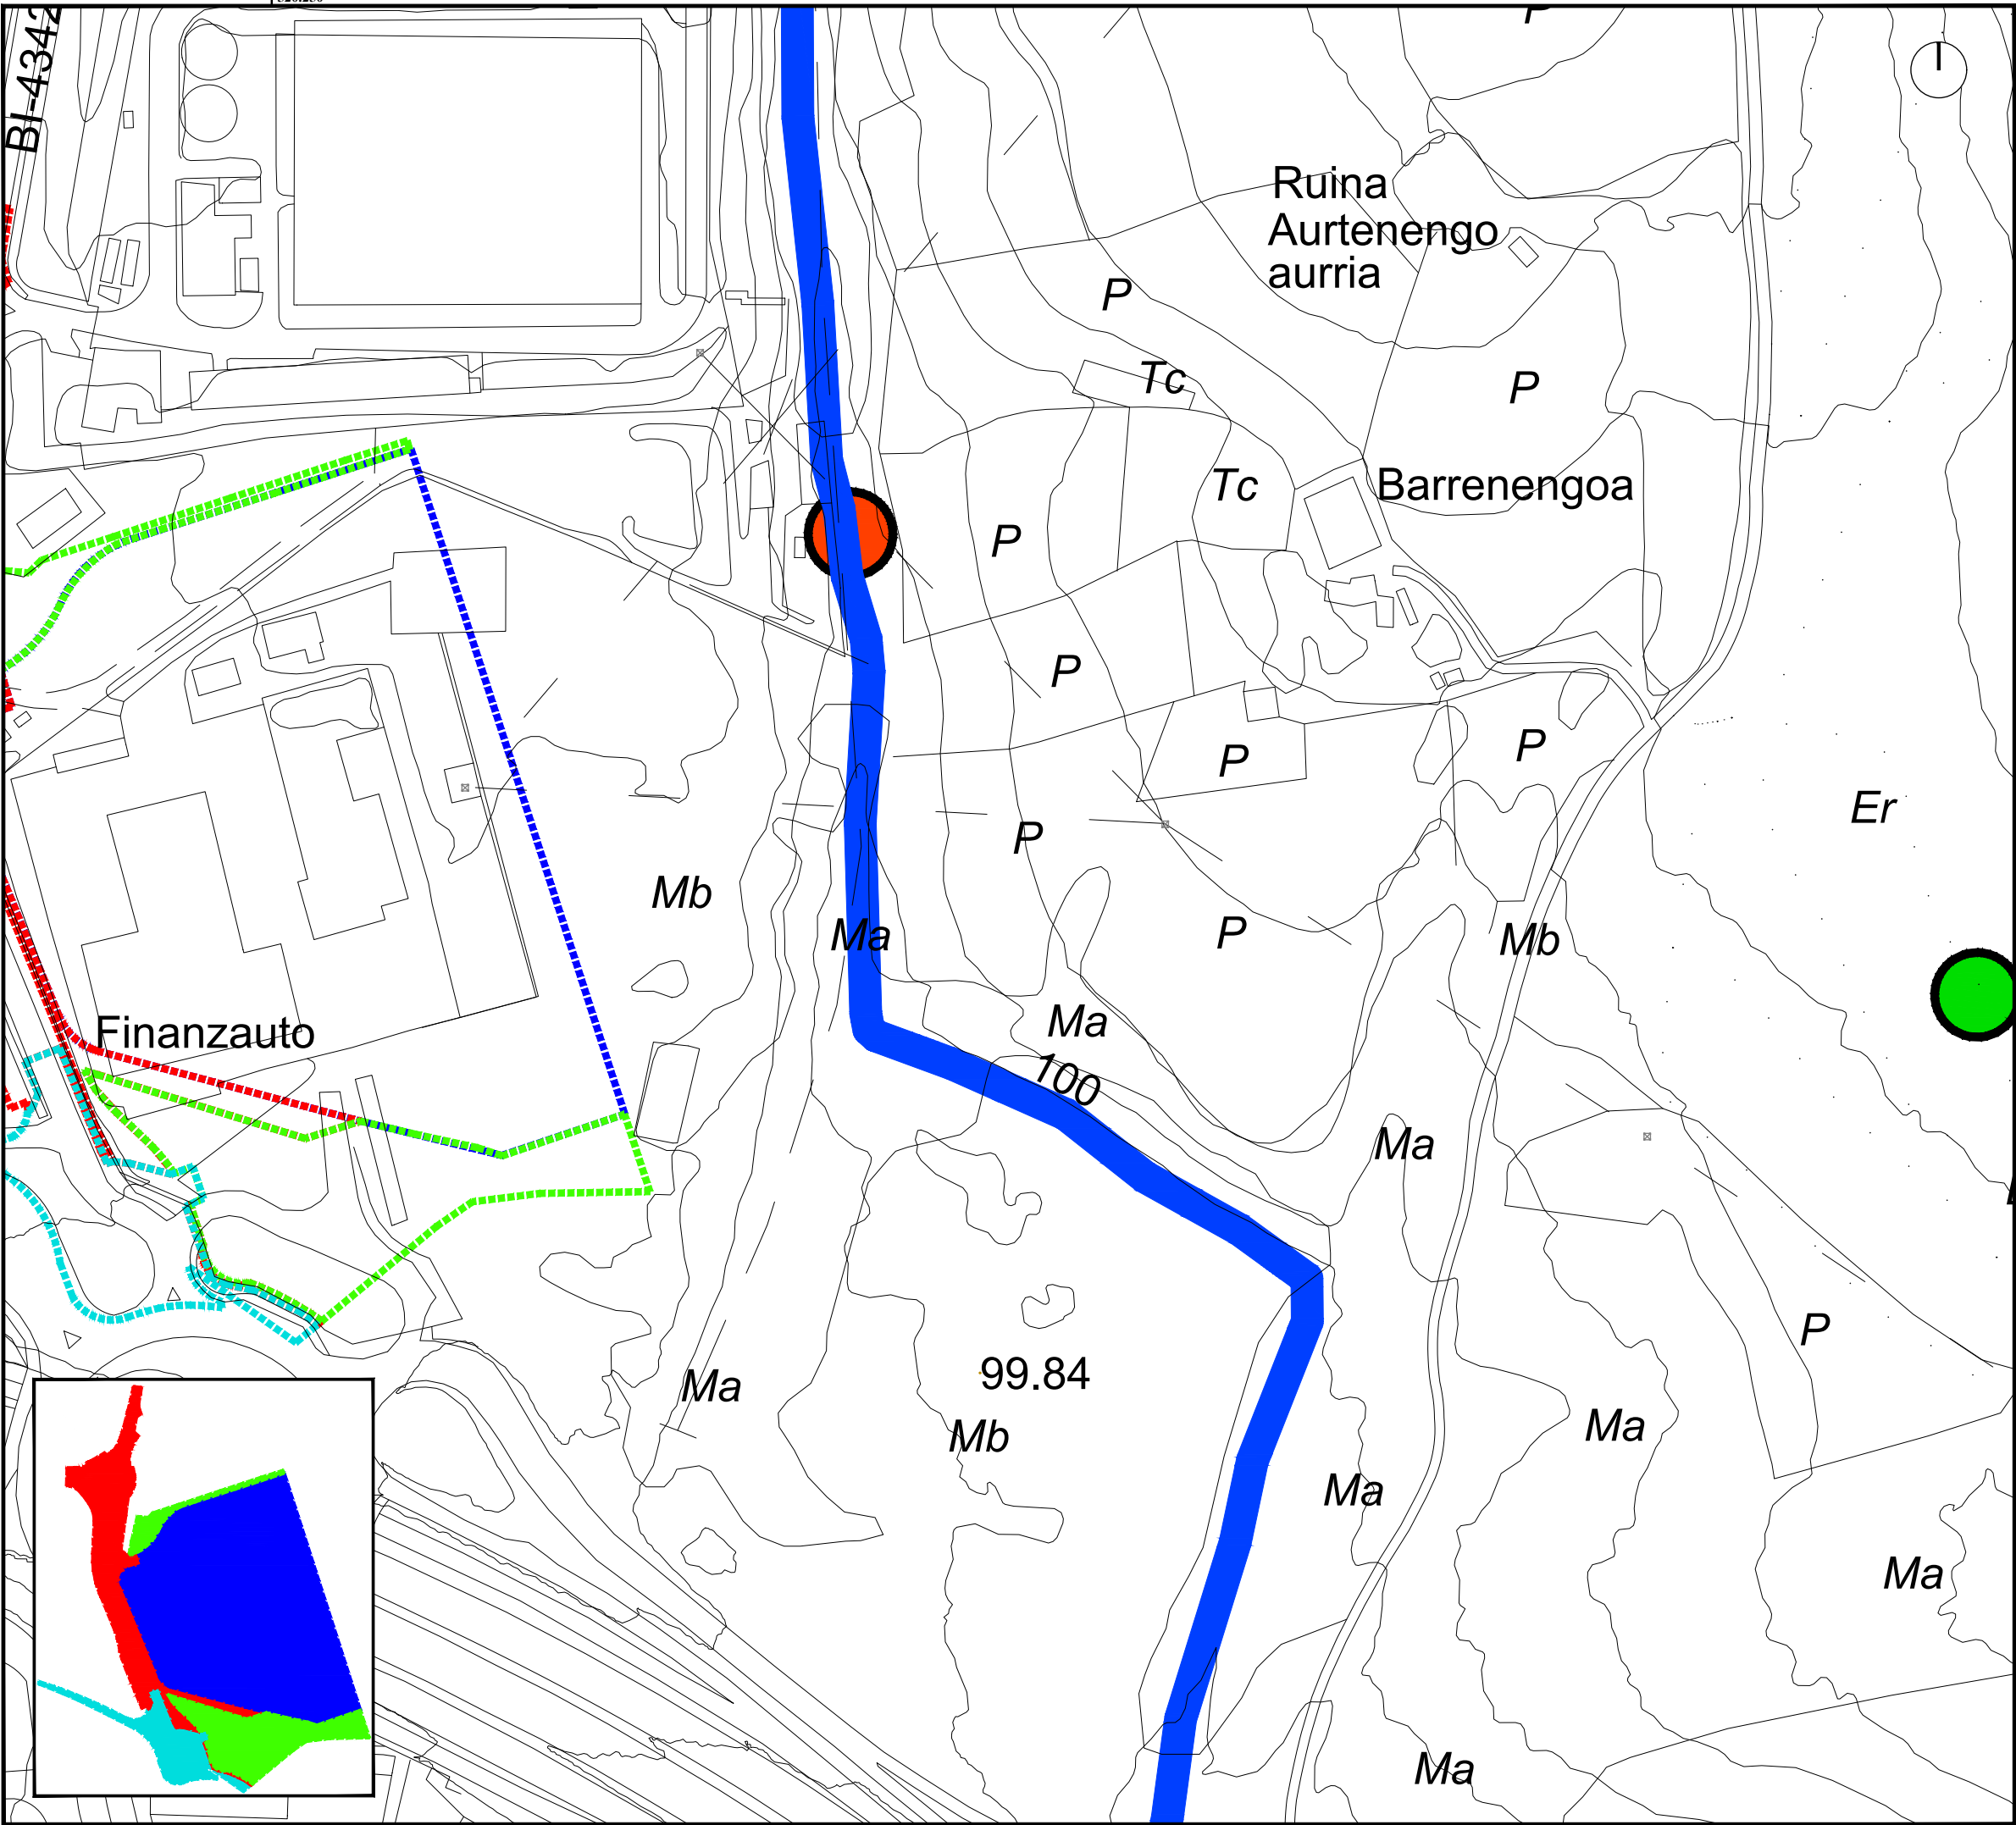 BI-4342
P
Ruina
Aurtenengo
aurria
P
Tc
P
Tc
Barrenengoa
P
P
P
P
Er
P
Mb
Ma
P
Mb
Finanzauto
Ma
100
Ma
P
99.84
Ma
Mb
Ma
Ma
Ma
Ma